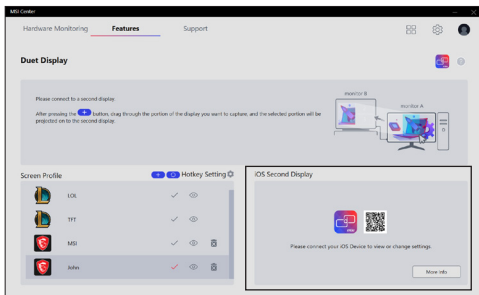 MSI Center
Hardware Monitoring Features Support
Duet Display
Please connect to a second display.
After pressing the button, drag through the portion of the display you want to capture, and the selected portion will be
projected on to the second display.
monitor B
monitor A
Screen Profile
Hotkey Setting
LOL
TFT
MSI
John
iOS Second Display
Please connect your iOS Device to view or change settings.
More Info